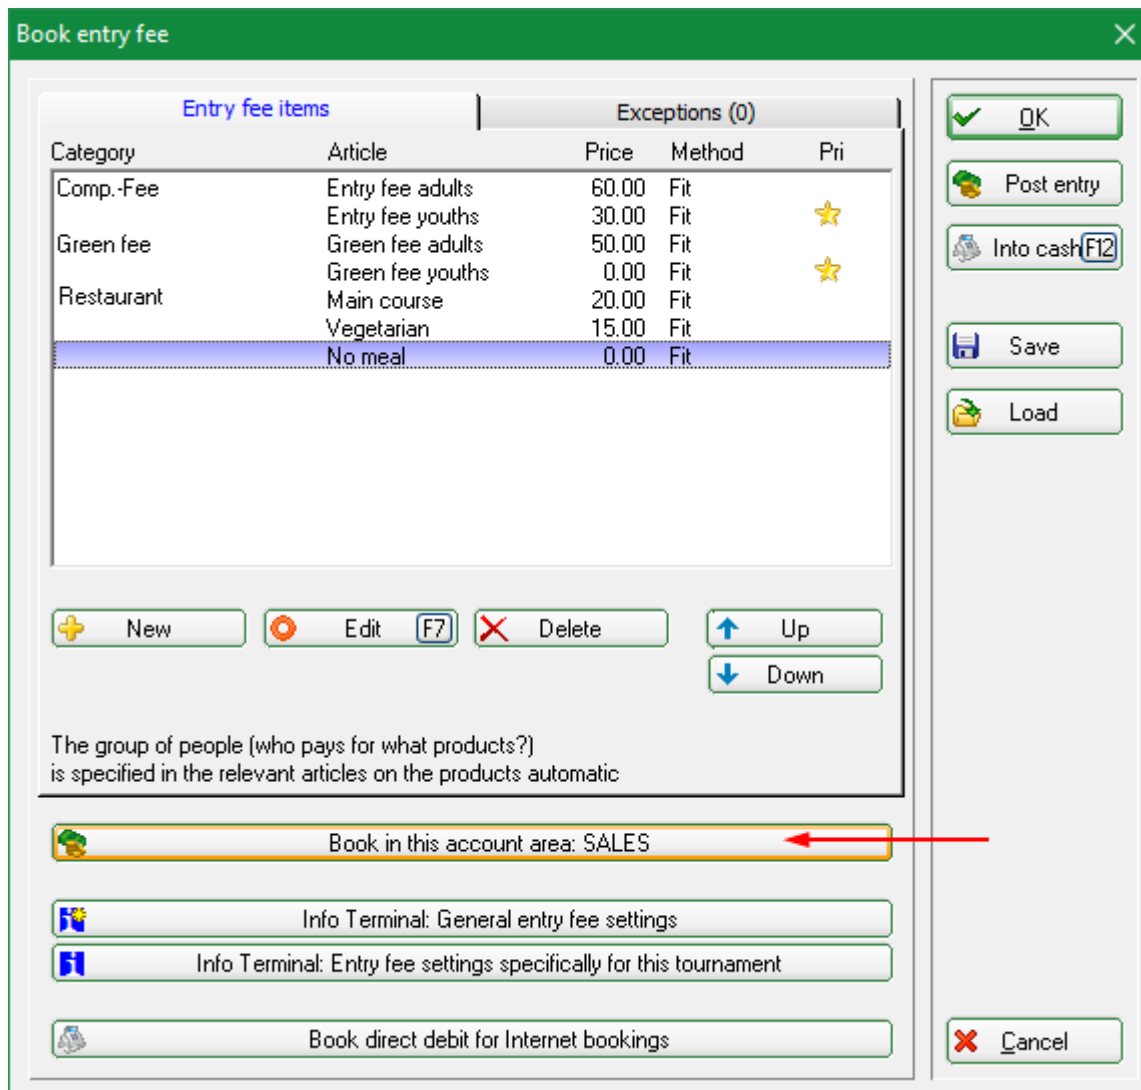 Book entry fee
Entry fee items Exceptions (0)
Category Article Price Method Pri
Comp.-Fee Entry fee adults 60.00 Fit
Entry fee youths 30.00 Fit
Green fee Green fee adults 50.00 Fit
Green fee youths 0.00 Fit
Restaurant Main course 20.00 Fit
Vegetarian 15.00 Fit
No meal 0.00 Fit
New Edit F7 Delete Up
Down
The group of people (who pays for what products?)
is specified in the relevant articles on the products automatic
Book in this account area: SALES
Info Terminal: General entry fee settings
Info Terminal: Entry fee settings specifically for this tournament
Book direct debit for Internet bookings
OK
Post entry
Into cash F12
Save
Load
Cancel